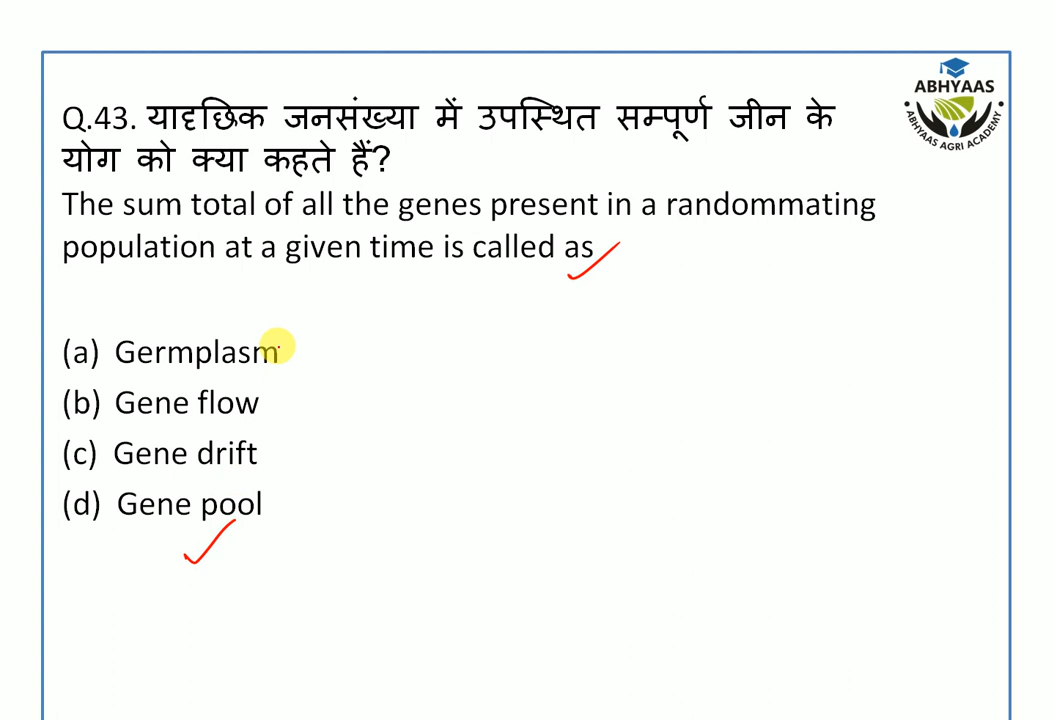 ABHYAAS
ABHYAAS AGRI ACADEMY
Q.43. यादृछिक जनसंख्या में उपस्थित सम्पूर्ण जीन के
योग को क्या कहते हैं?
The sum total of all the genes present in a randommating
population at a given time is called as
(a) Germplasm
(b) Gene flow
(c) Gene drift
(d) Gene pool